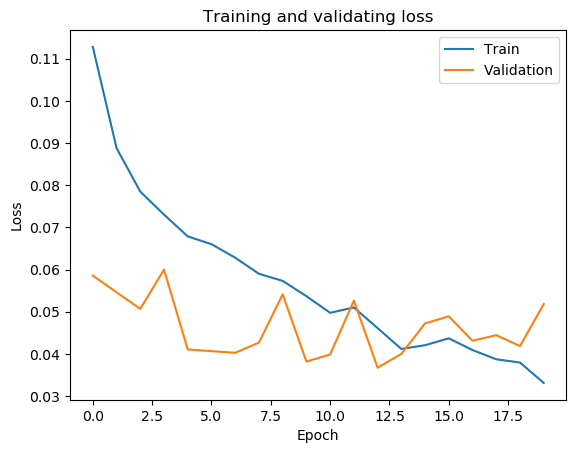 Training and validating loss
Train
Validation
Loss
0.11
0.10
0.09
0.08
0.07
0.06
0.05
0.04
0.03
0.0 2.5 5.0 7.5 10.0 12.5 15.0 17.5
Epoch